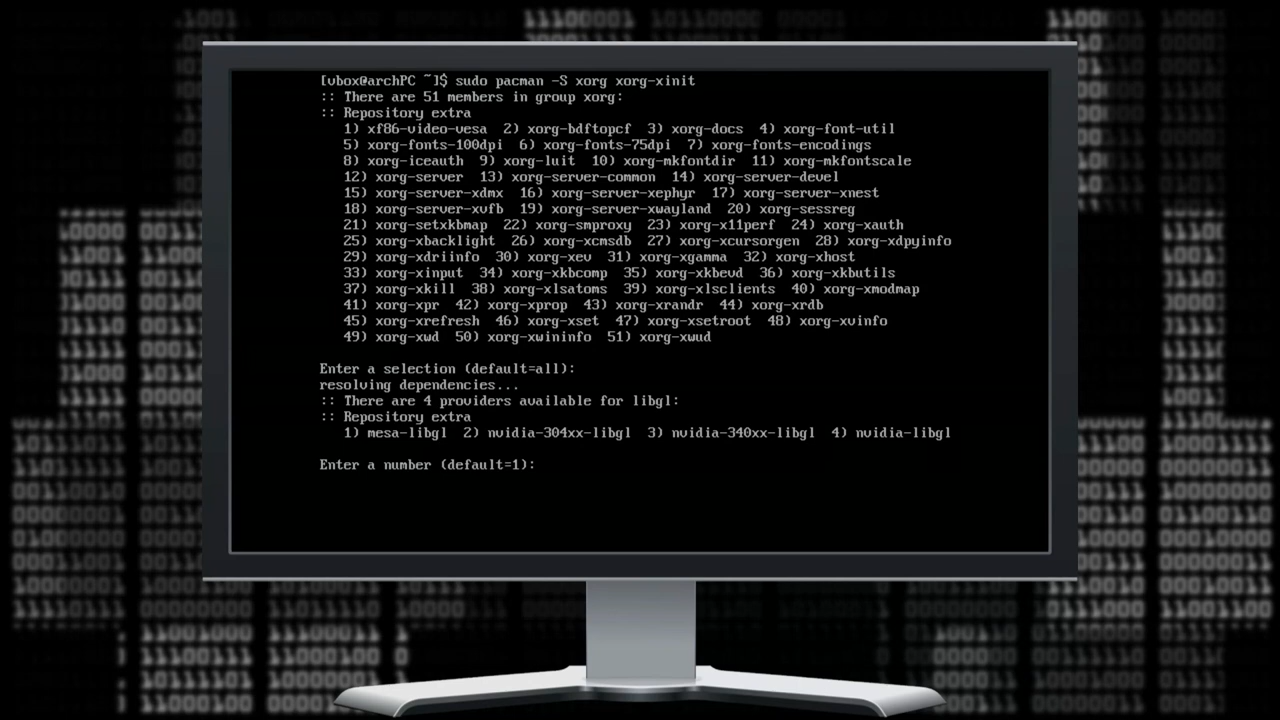 [vbox@archPC ~]$ sudo pacman -S xorg xorg-xinit
:: There are 51 members in group xorg:
:: Repository extra
1) xf86-video-vesa 2) xorg-bdftopcf 3) xorg-docs 4) xorg-font-util
5) xorg-fonts-100dpi 6) xorg-fonts-75dpi 7) xorg-fonts-encodings
8) xorg-iceauth 9) xorg-luit 10) xorg-mkfontdir 11) xorg-mkfontscale
12) xorg-server 13) xorg-server-common 14) xorg-server-devel
15) xorg-server-xdmx 16) xorg-server-xephyr 17) xorg-server-xnest
18) xorg-server-xvfb 19) xorg-server-xwayland 20) xorg-sessreg
21) xorg-setxkbmap 22) xorg-smproxy 23) xorg-x11perf 24) xorg-xauth
25) xorg-xbacklight 26) xorg-xcmsdb 27) xorg-xcursorgen 28) xorg-xdpyinfo
29) xorg-xdriinfo 30) xorg-xev 31) xorg-xgamma 32) xorg-xhost
33) xorg-xinput 34) xorg-xkbcomp 35) xorg-xkbevd 36) xorg-xkbutils
37) xorg-xkill 38) xorg-xlsatoms 39) xorg-xlsclients 40) xorg-xmodmap
41) xorg-xpr 42) xorg-xprop 43) xorg-xrandr 44) xorg-xrdb
45) xorg-xrefresh 46) xorg-xset 47) xorg-xsetroot 48) xorg-xvinfo
49) xorg-xwd 50) xorg-xwininfo 51) xorg-xwud
Enter a selection (default=all):
resolving dependencies...
:: There are 4 providers available for libgl:
:: Repository extra
1) mesa-libgl 2) nvidia-304xx-libgl 3) nvidia-340xx-libgl 4) nvidia-libgl
Enter a number (default=1):